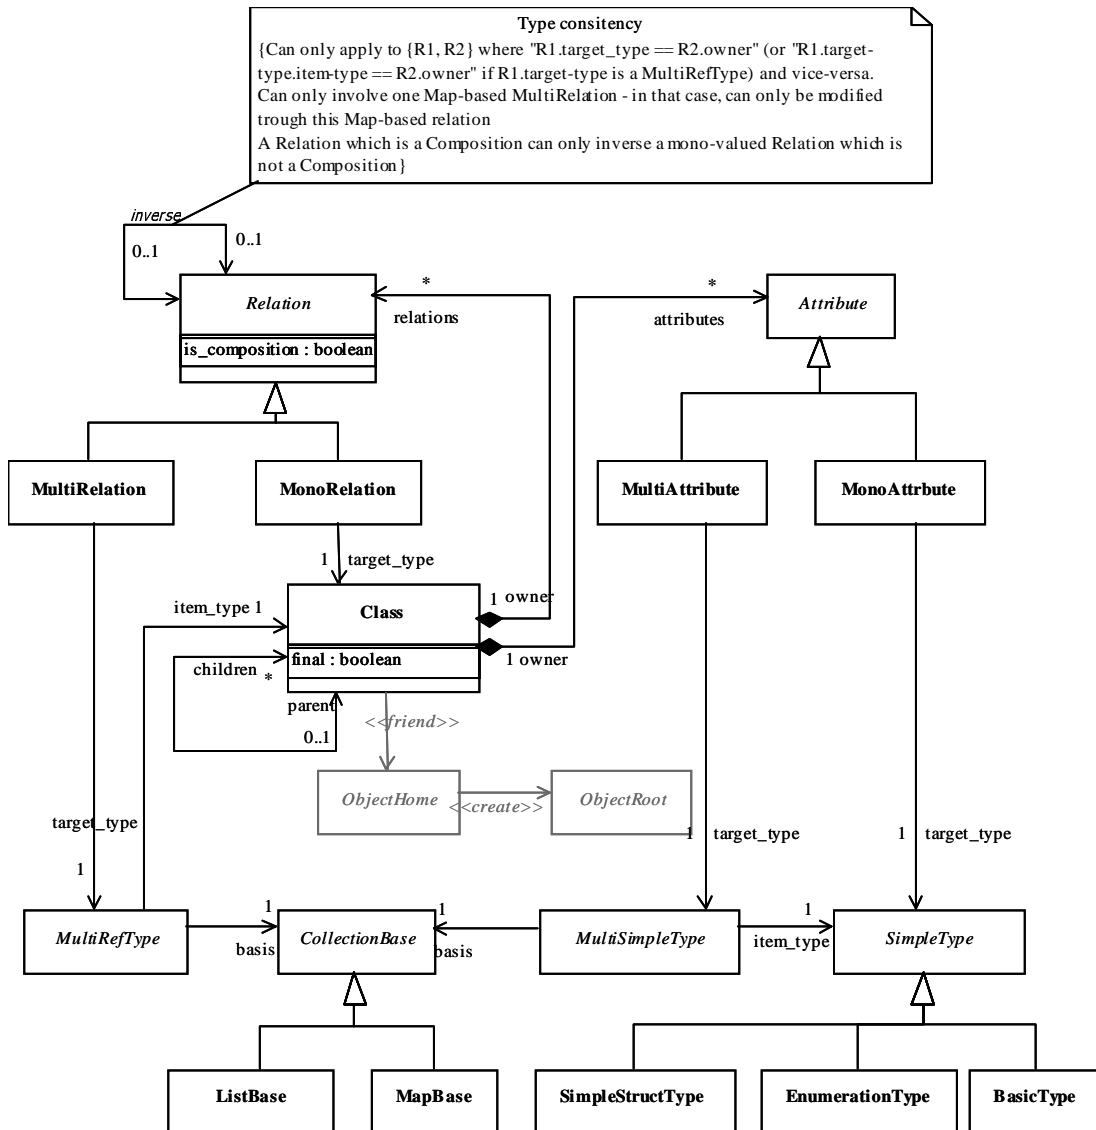 Type consitency
{Can only apply to {R1, R2} where "R1.target_type == R2.owner" (or "R1.target-
type.item-type == R2.owner" if R1.target-type is a MultiRefType) and vice-versa.
Can only involve one Map-based MultiRelation - in that case, can only be modified
trough this Map-based relation
A Relation which is a Composition can only inverse a mono-valued Relation which is
not a Composition}
inverse
0..1
0..1
Relation
is_composition : boolean
*
relations
*
attributes
Attribute
MultiRelation
MonoRelation
MultiAttribute
MonoAttrbute
1 target_type
item_type 1
Class
final : boolean
1 owner
1 owner
children
*
parent
0..1
<<friend>>
ObjectHome
<<create>>
ObjectRoot
target_type
1
1 target_type
1 target_type
MultiRefType
1
basis
CollectionBase
1
basis
MultiSimpleType
1
item_type
SimpleType
ListBase
MapBase
SimpleStructType
EnumerationType
BasicType